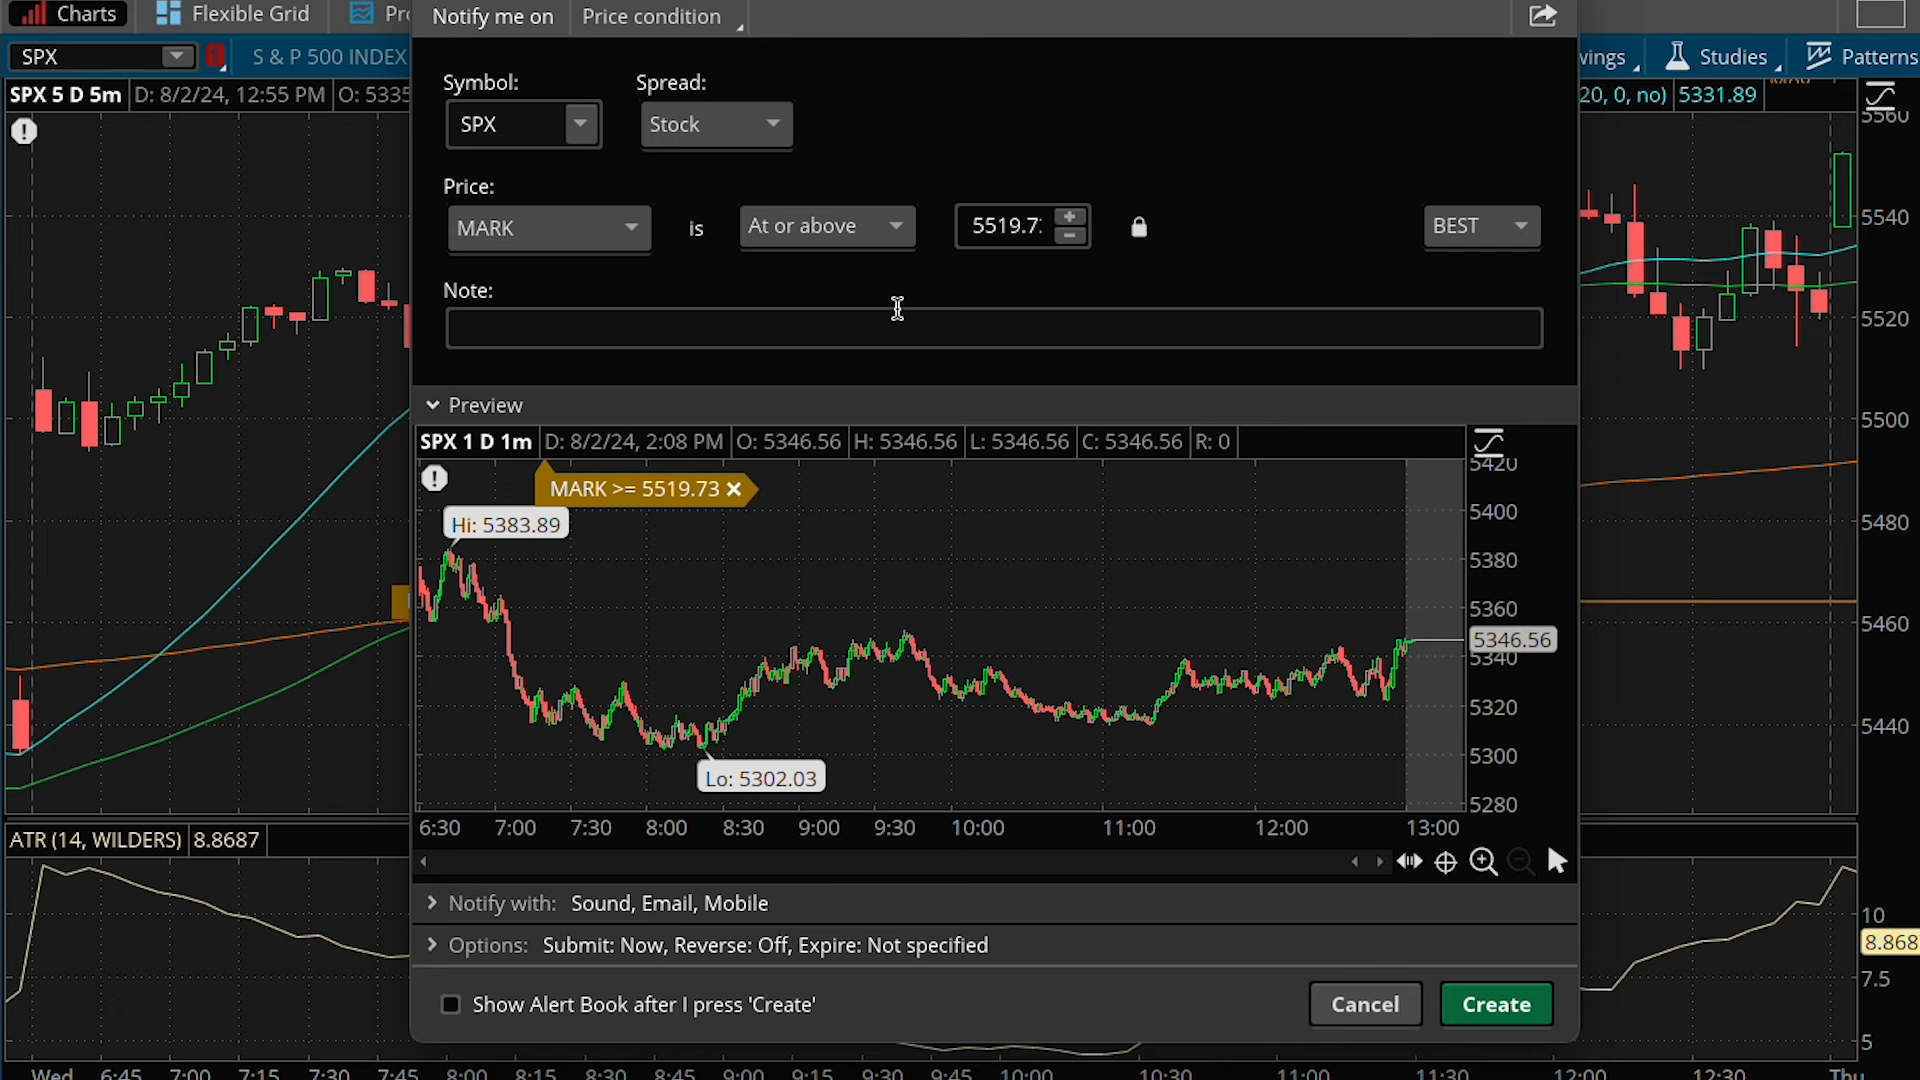 Charts
Flexible Grid
Notify me on
Price condition
SPX
S & P 500 INDEX
Studies
Patterns
SPX 5 D 5m
D: 8/2/24, 12:55 PM
20, 0, no)
5331.89
Symbol:
Spread:
SPX
Stock
Price:
MARK
is
At or above
5519.7
BEST
Note:
Preview
SPX 1 D 1m
D: 8/2/24, 2:08 PM
O: 5346.56
H: 5346.56
L: 5346.56
C: 5346.56
R: 0
MARK >= 5519.73
Hi: 5383.89
Lo: 5302.03
5420
5400
5380
5360
5346.56
5340
5320
5300
5280
6:30
7:00
7:30
8:00
8:30
9:00
9:30
10:00
11:00
12:00
13:00
5560
5540
5520
5500
5480
5460
5440
ATR (14, WILDERS)
8.8687
10
8.868
7.5
5
Notify with: Sound, Email, Mobile
Options: Submit: Now, Reverse: Off, Expire: Not specified
Show Alert Book after I press 'Create'
Cancel
Create
Wed
6:45
7:00
7:15
7:30
7:45
8:00
8:15
8:30
8:45
9:00
9:15
9:30
9:45
10:00
10:30
11:00
11:30
12:00
12:30
Thu